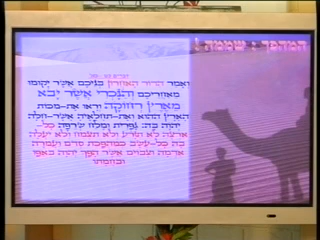 המהפך - שממה !
ואמר הדור האחרון בניכם אשר יקומו
מאחריכם והנכרי אשר יבא
מארץ רחוקה וראו את-מכות
הארץ ההוא ואת-תחלאיה אשר-חלה
יהוה בה: גפרית ומלח שרפה כל-
ארצה לא תזרע ולא תצמח ולא יעלה
בה כל-עשב כמהפכת סדם ועמרה
אדמה וצבוים אשר הפך יהוה באפו
ובחמתו